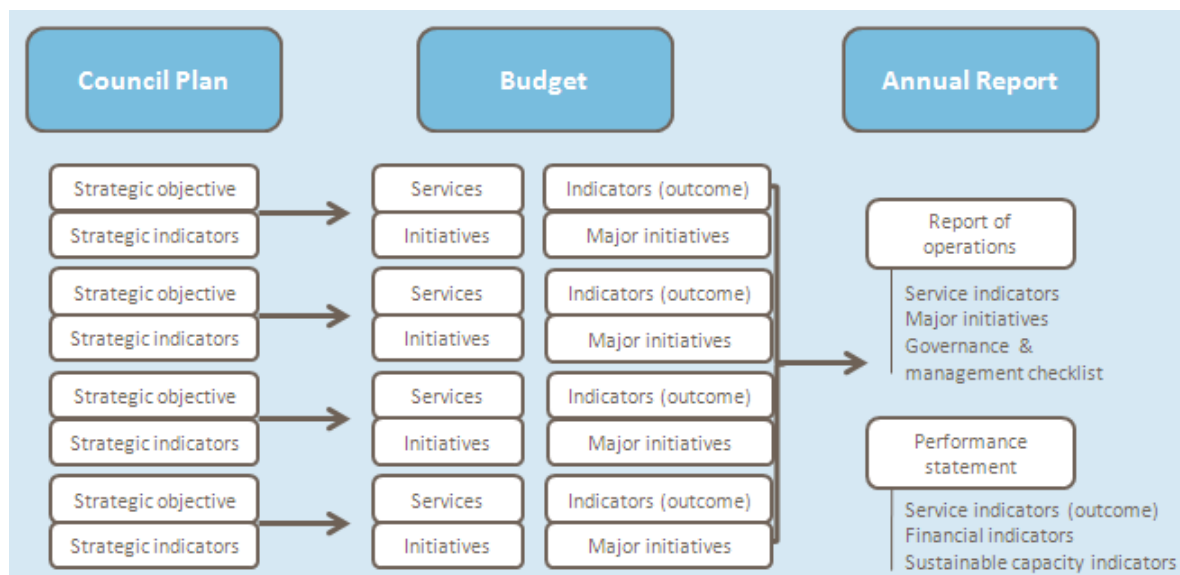 Council Plan
Budget
Annual Report
Strategic objective
Strategic indicators
Services
Initiatives
Indicators (outcome)
Major initiatives
Strategic objective
Strategic indicators
Services
Initiatives
Indicators (outcome)
Major initiatives
Strategic objective
Strategic indicators
Services
Initiatives
Indicators (outcome)
Major initiatives
Strategic objective
Strategic indicators
Services
Initiatives
Indicators (outcome)
Major initiatives
Report of
operations
Service indicators
Major initiatives
Governance &
management checklist
Performance
statement
Service indicators (outcome)
Financial indicators
Sustainable capacity indicators